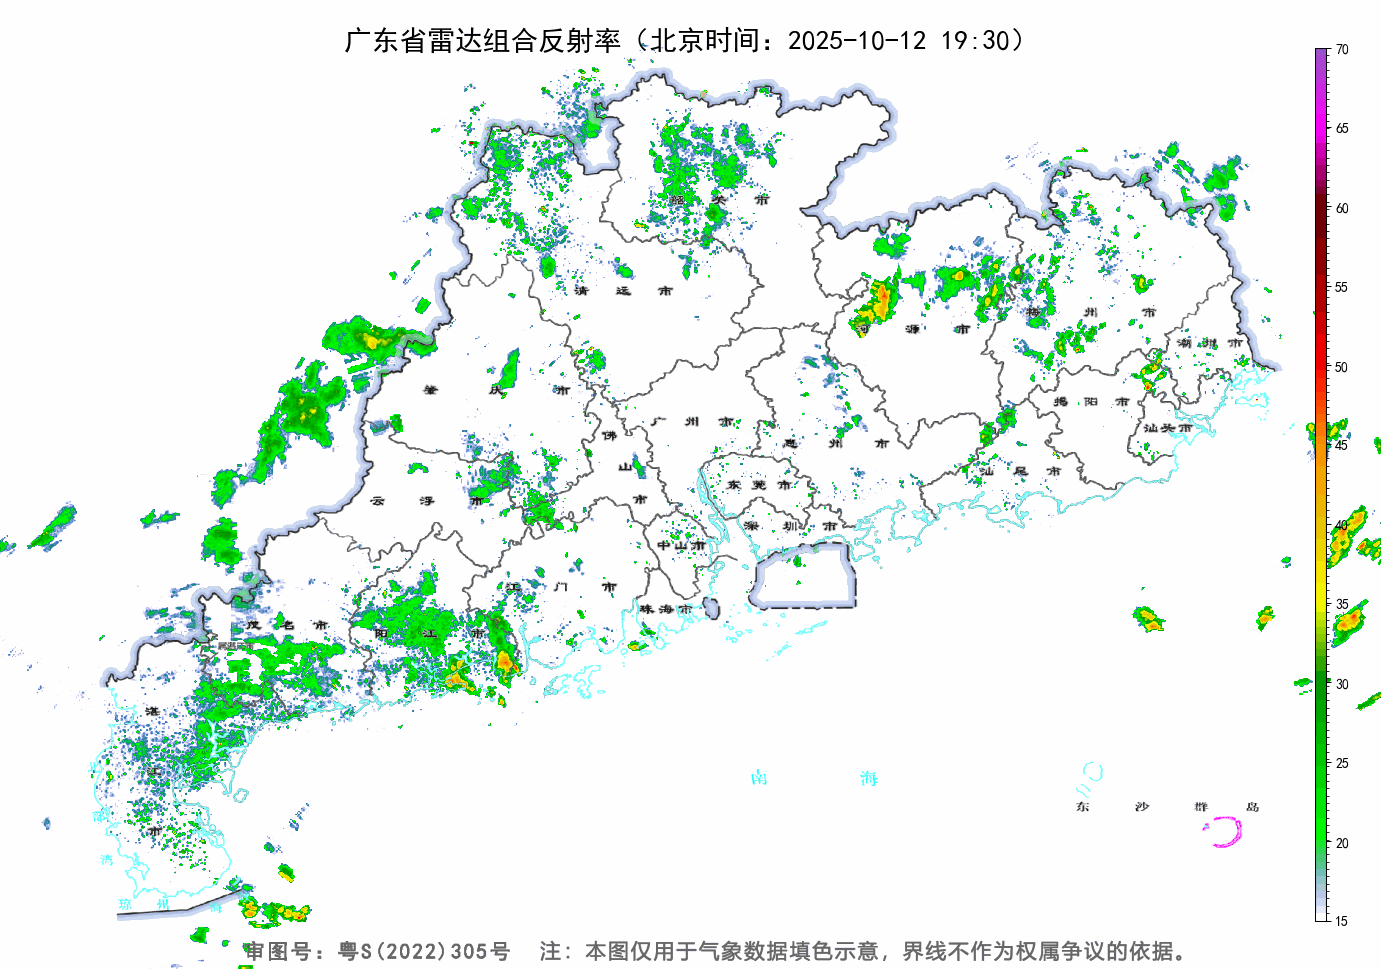 广东省雷达组合反射率（北京时间：2025-10-12 19:30）
70
65
60
55
50
45
40
35
30
25
20
15
韶关市
清远市
河源市
梅州市
潮州市
肇庆市
广州市
惠州市
揭阳市
汕头市
佛山市
云浮市
东莞市
汕尾市
深圳市
中山市
江门市
珠海市
茂名市
阳江市
湛江市
南海
东沙群岛
琼州海
审图号：粤S(2022)305号 注：本图仅用于气象数据填色示意，界线不作为权属争议的依据。